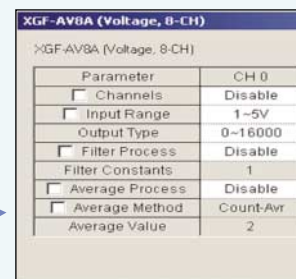 XGF-AV8A (Voltage, 8-CH)
XGF-AV8A (Voltage, 8-CH)
Parameter CH 0
Channels Disable
Input Range 1~5V
Output Type 0~16000
Filter Process Disable
Filter Constants 1
Average Process Disable
Average Method Count-Avr
Average Value 2